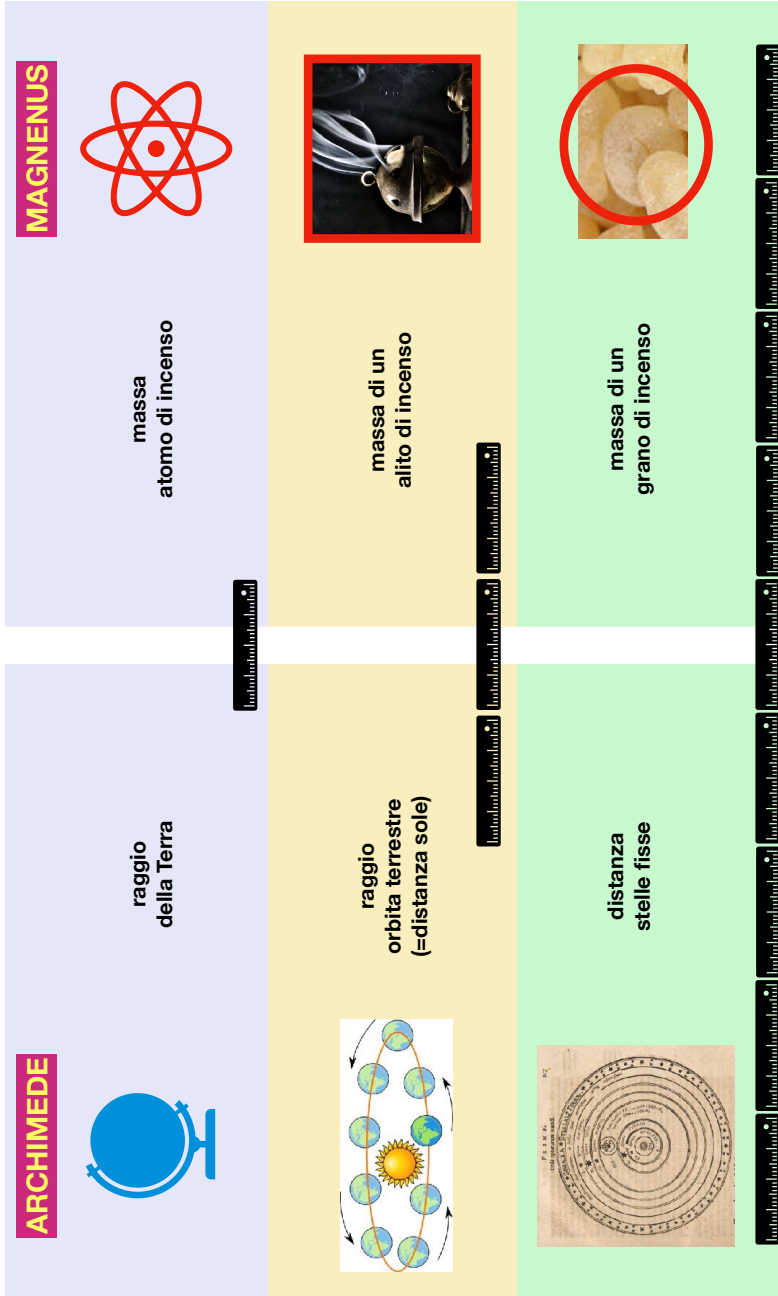 ARCHIMEDE
MAGNENUS
raggio
della Terra
massa
atomo di incenso
raggio
orbita terrestre
(=distanza sole)
massa di un
alito di incenso
distanza
stelle fisse
massa di un
grano di incenso